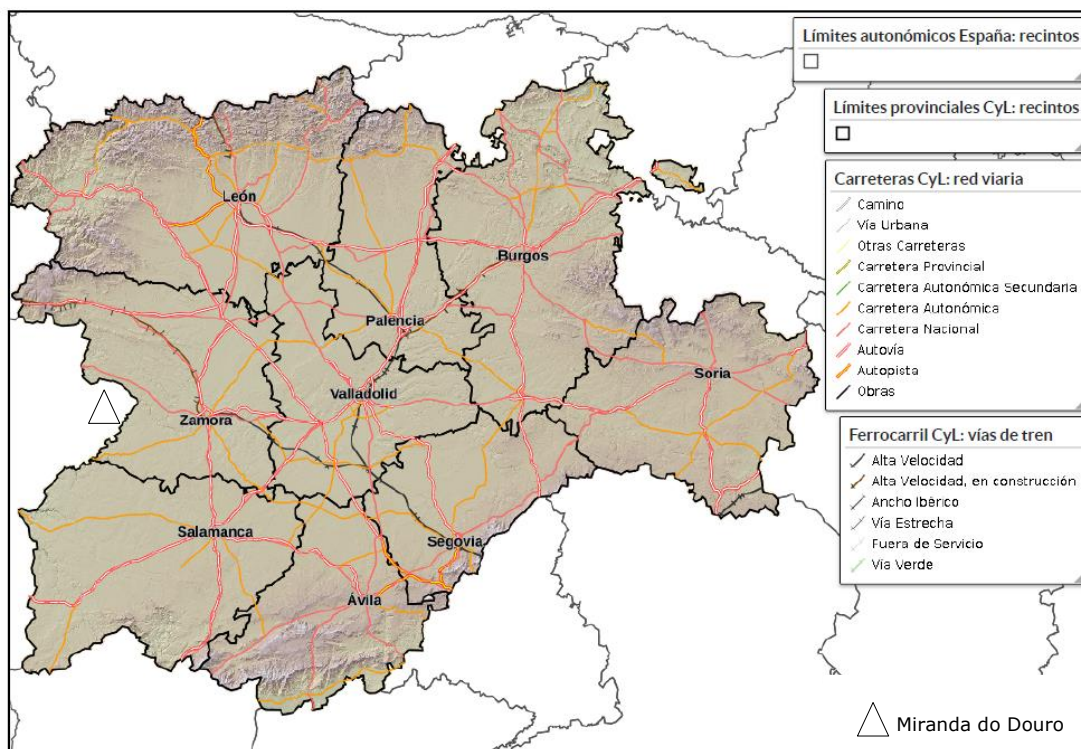 Límites autonómicos España: recintos
Límites provinciales CyL: recintos
Carreteras CyL: red viaria
Camino
Vía Urbana
Otras Carreteras
Carretera Provincial
Carretera Autonómica Secundaria
Carretera Autonómica
Carretera Nacional
Autovía
Autopista
Obras
Ferrocarril CyL: vías de tren
Alta Velocidad
Alta Velocidad, en construcción
Ancho Ibérico
Vía Estrecha
Fuera de Servicio
Vía Verde
León
Burgos
Palencia
Soria
Valladolid
Zamora
Salamanca
Segovia
Ávila
Miranda do Douro